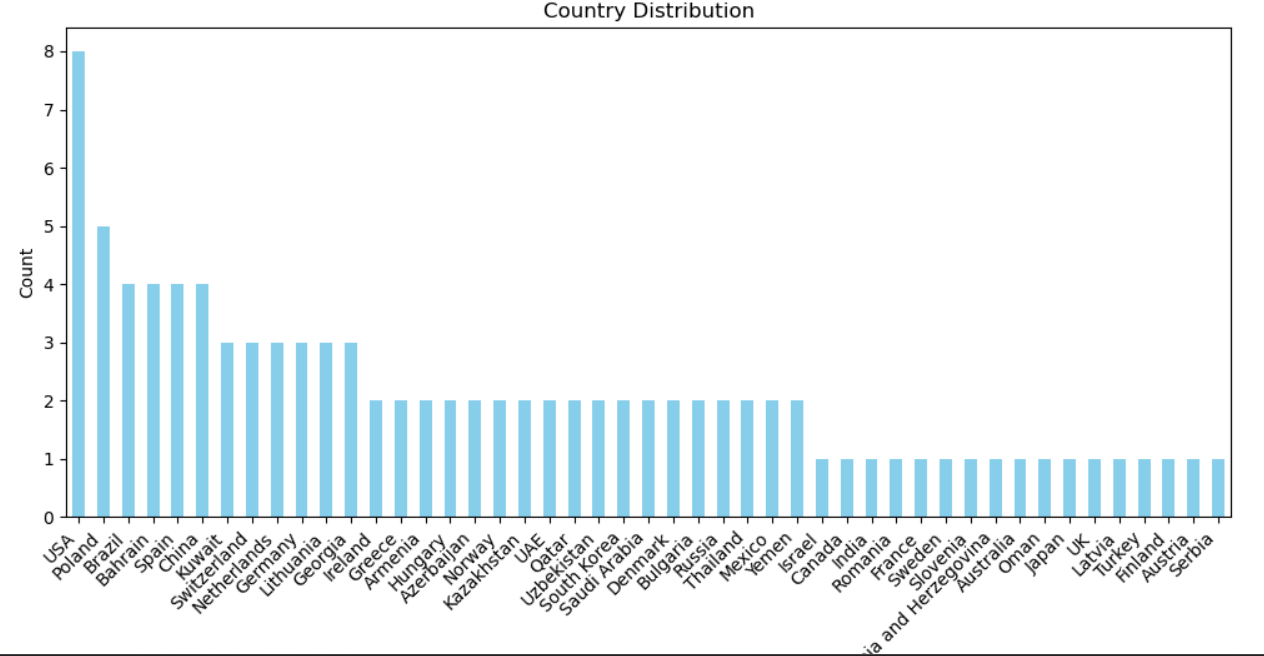 Country Distribution
Count
8
7
6
5
4
3
2
1
0
USA
Poland
Brazil
Bahrain
Spain
China
Kuwait
Switzerland
Netherlands
Germany
Lithuania
Georgia
Ireland
Greece
Armenia
Hungary
Azerbaijan
Norway
Kazakhstan
UAE
Qatar
Uzbekistan
South Korea
Saudi Arabia
Denmark
Bulgaria
Russia
Thailand
Mexico
Yemen
Israel
Canada
India
Romania
France
Sweden
Slovenia
and Herzegovina
Australia
Oman
Japan
UK
Latvia
Turkey
Finland
Austria
Serbia